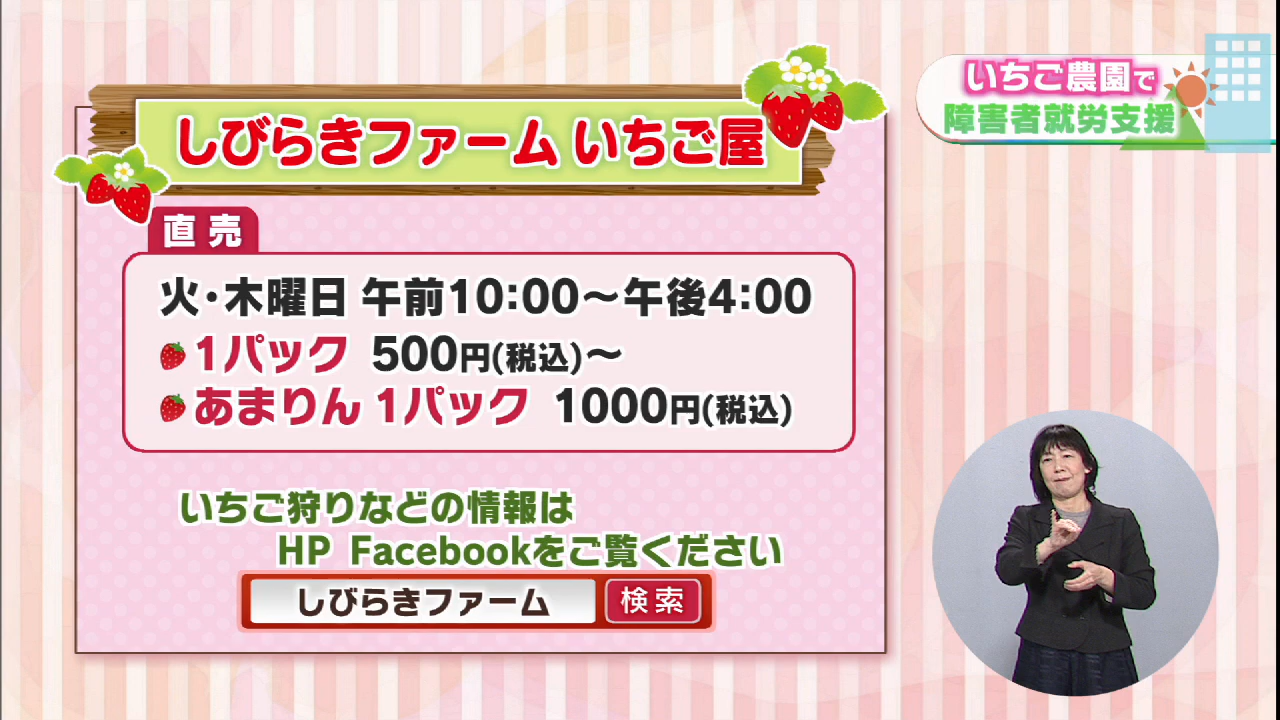 いちご農園で
障害者就労支援
しびらきファーム いちご屋
直売
火・木曜日 午前10:00～午後4:00
1パック 500円(税込)～
あまりん 1パック 1000円(税込)
いちご狩りなどの情報は
HP Facebookをご覧ください
しびらきファーム 検索